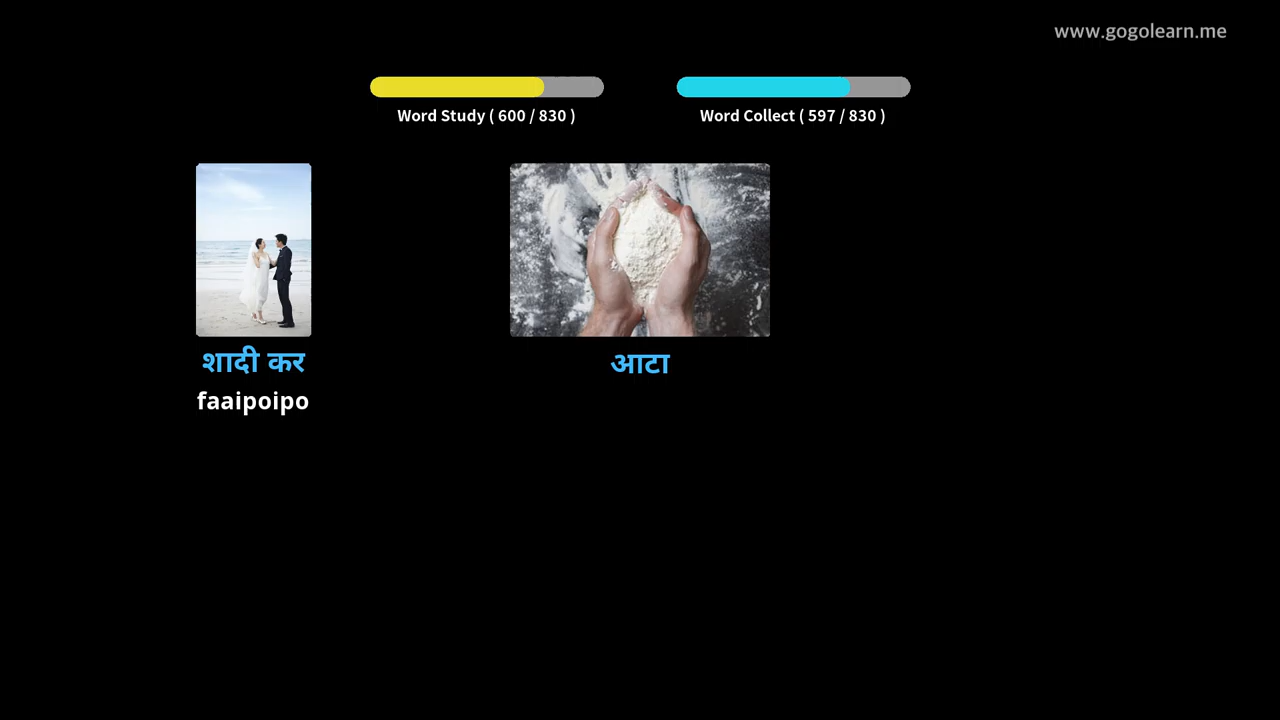 www.gogolearn.me
Word Study ( 600 / 830 )
Word Collect ( 597 / 830 )
शादी कर
faaipoipo
आटा